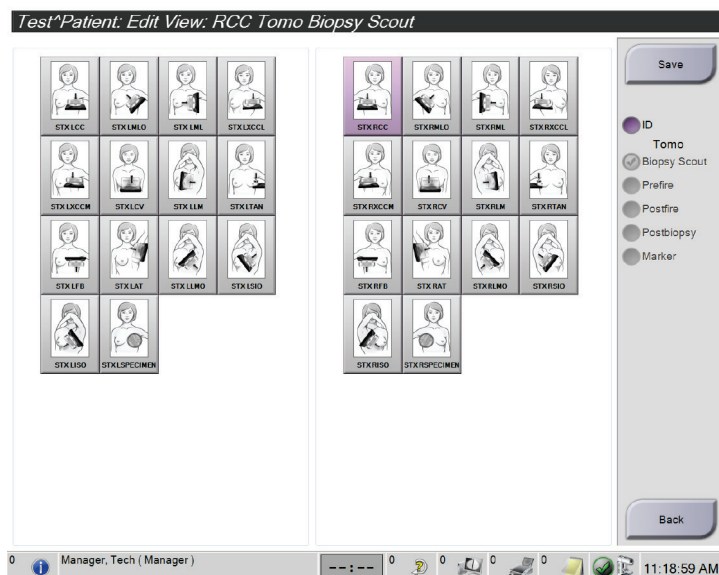 Test^Patient: Edit View: RCC Tomo Biopsy Scout
STX LCC STX LMLO STX LML STX LXCCL
STX LXCCM STX LCV STX LLM STX LTAN
STX LFB STX LAT STX LLMO STX LSIO
STX LISO STX LSPECIMEN
STX RCC STX RMLO STX RML STX RXCCL
STX RXCCM STX RCV STX RLM STX RTAN
STX RFB STX RAT STX RLMO STX RSIO
STX RISO STX RSPECIMEN
Save
ID
Tomo
Biopsy Scout
Prefire
Postfire
Postbiopsy
Marker
Back
0 Manager, Tech ( Manager ) --:-- 0 0 0 0 11:18:59 AM